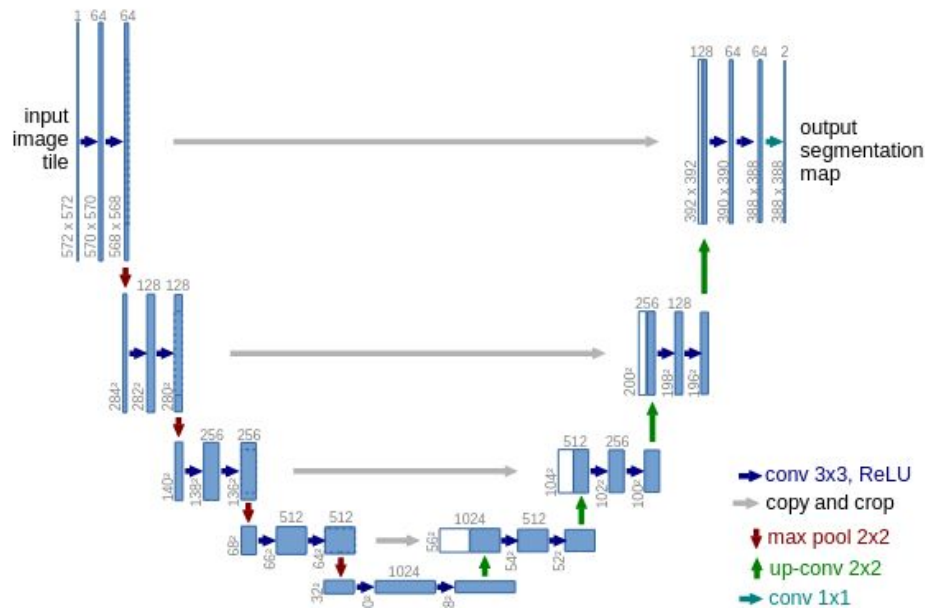 1 64 64
input
image
tile
572 x 572
570 x 570
568 x 568
128 64 64 2
output
segmentation
map
392 x 392
390 x 390
388 x 388
388 x 388
128 128
284²
282²
280²
256 128
200²
198²
196²
256 256
140²
138²
136²
512 256
104²
102²
100²
512 512
68²
66²
64²
1024 512
56²
54²
52²
1024
32²
conv 3x3, ReLU
copy and crop
max pool 2x2
up-conv 2x2
conv 1x1